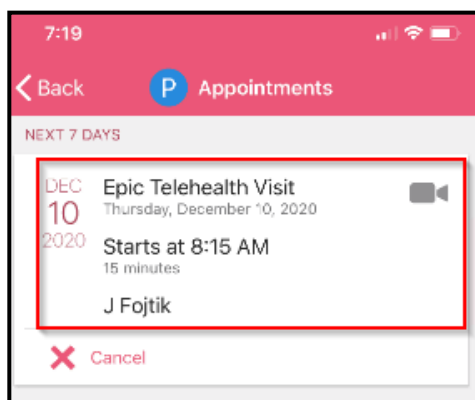 7:19
Back P Appointments
NEXT 7 DAYS
DEC
10
2020
Epic Telehealth Visit
Thursday, December 10, 2020
Starts at 8:15 AM
15 minutes
J Fojtik
Cancel